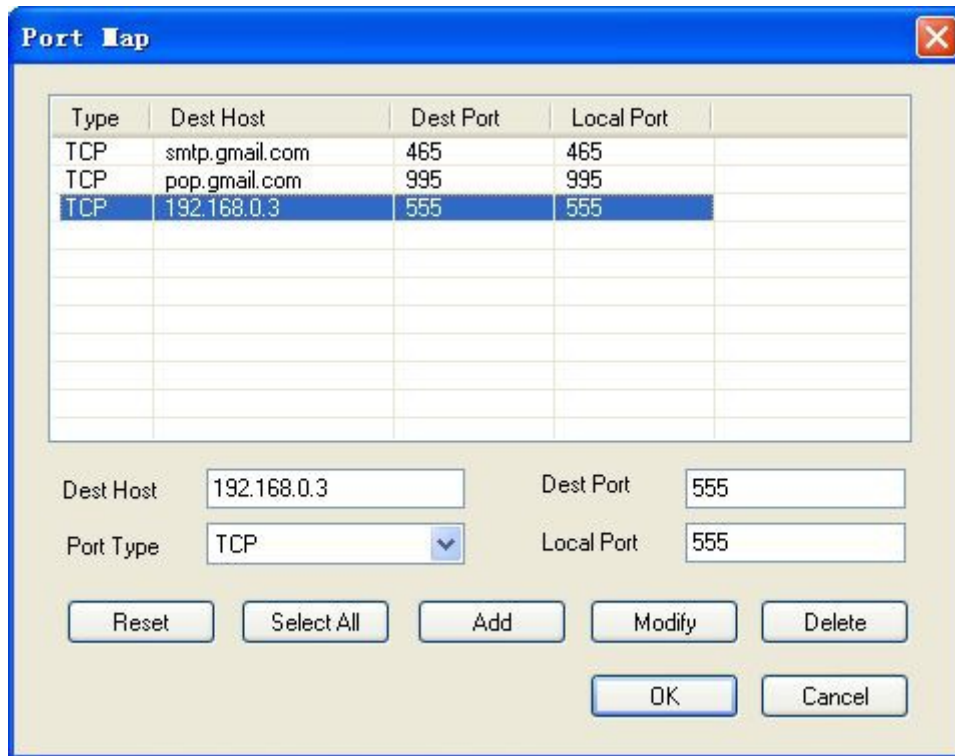 Port Map
Type Dest Host Dest Port Local Port
TCP smtp.gmail.com 465 465
TCP pop.gmail.com 995 995
TCP 192.168.0.3 555 555
Dest Host 192.168.0.3 Dest Port 555
Port Type TCP Local Port 555
Reset Select All Add Modify Delete
OK Cancel